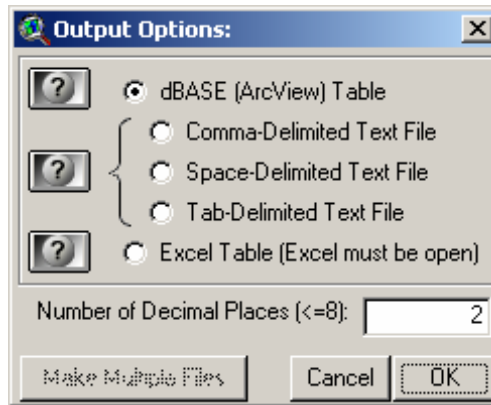 Output Options:
dBASE (ArcView) Table
Comma-Delimited Text File
Space-Delimited Text File
Tab-Delimited Text File
Excel Table (Excel must be open)
Number of Decimal Places (<=8): 2
Make Multiple Files Cancel OK